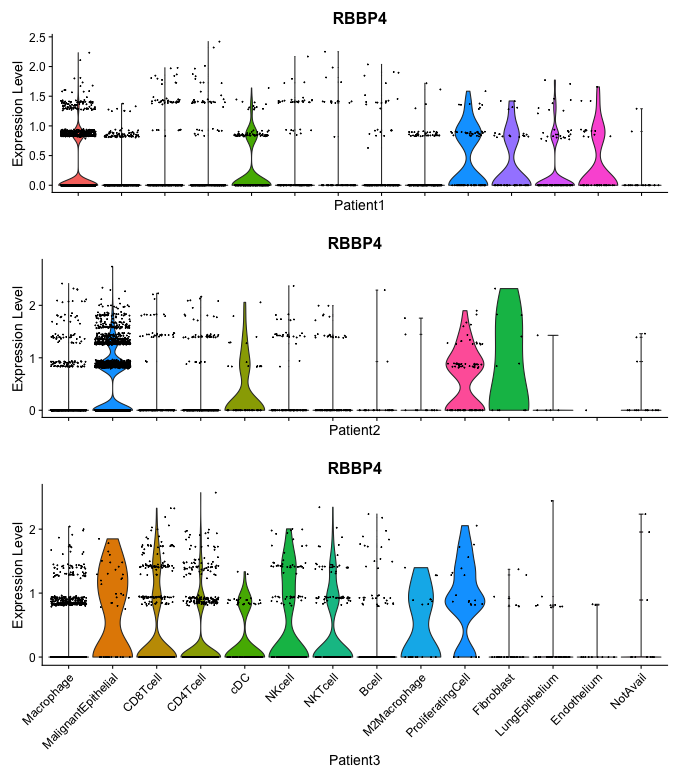 RBBP4
Expression Level
2.5
2.0
1.5
1.0
0.5
0.0
Patient1
RBBP4
Expression Level
2
1
0
Patient2
RBBP4
Expression Level
2
1
0
Macrophage
MalignantEpithelial
CD8Tcell
CD4Tcell
cDC
NKcell
NKTcell
Bcell
M2Macrophage
ProliferatingCell
Fibroblast
LungEpithelium
Endothelium
NotAvail
Patient3